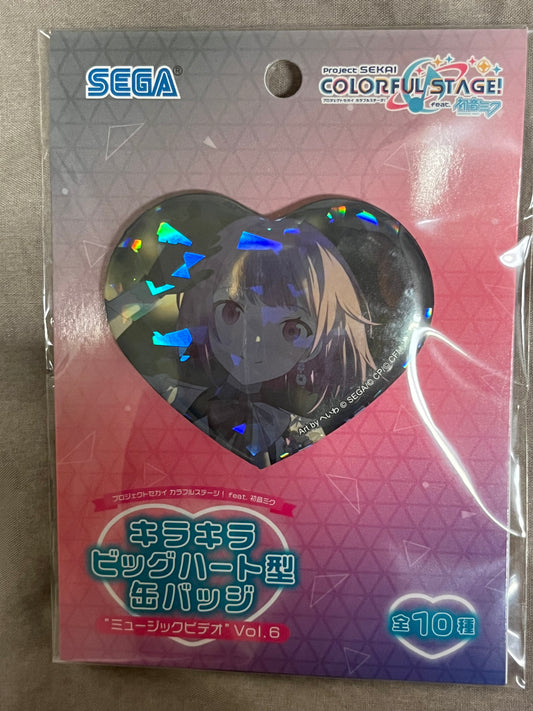 SEGA®
Project SEKAI
COLORFUL STAGE!
プロジェクトセカイ カラフルステージ!
feat. 初音ミク
Art by へいわ © SEGA/© CP © CFM
プロジェクトセカイ カラフルステージ! feat. 初音ミク
キラキラ
ビッグハート型
缶バッジ
"ミュージックビデオ" Vol.6
全10種